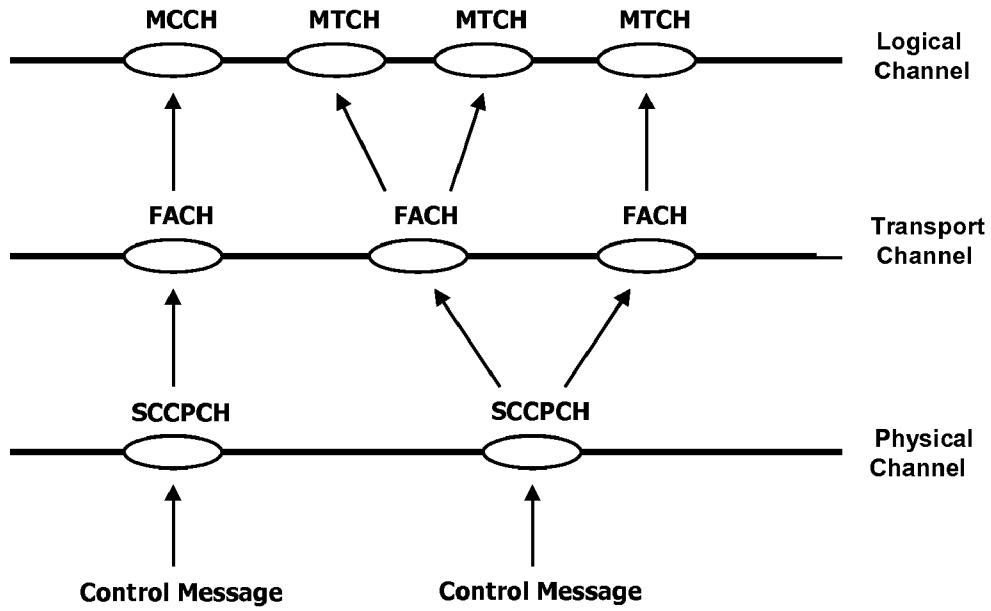 MCCH MTCH MTCH MTCH
Logical
Channel
FACH FACH FACH
Transport
Channel
SCCPCH SCCPCH
Physical
Channel
Control Message Control Message